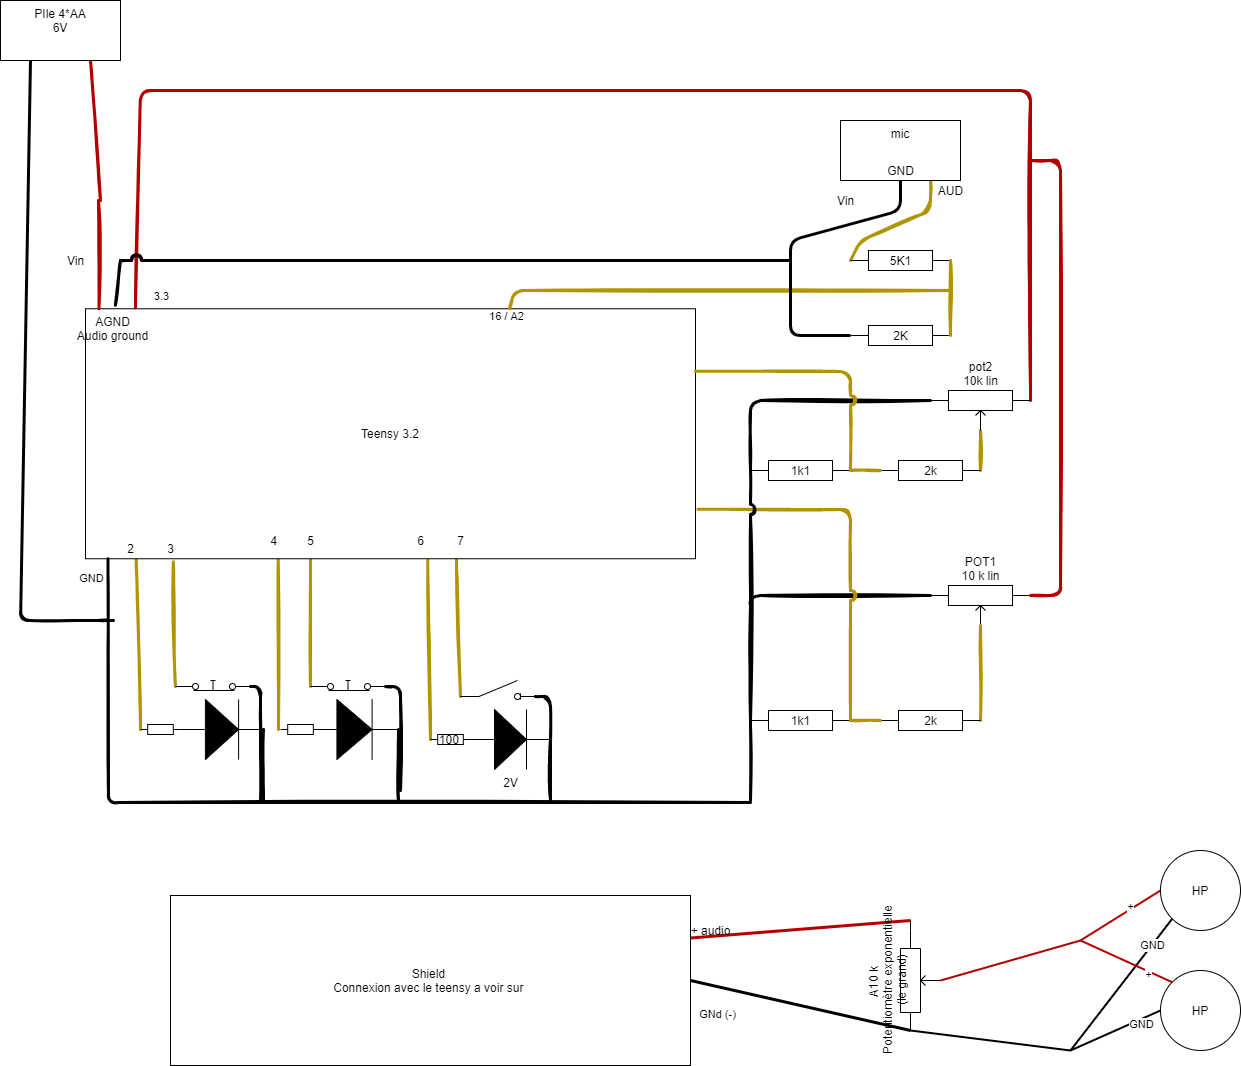 PIle 4*AA
6V
mic
GND
AUD
Vin
Vin
5K1
3.3
16 / A2
AGND
Audio ground
2K
pot2
10k lin
Teensy 3.2
1k1
2k
2
3
4
5
6
7
GND
POT1
10 k lin
T
T
1k1
2k
100
2V
HP
+
+ audio
GND
A10 k
Potentiomètre exponentielle
(le grand)
Shield
Connexion avec le teensy a voir sur
+
HP
GNd (-)
GND